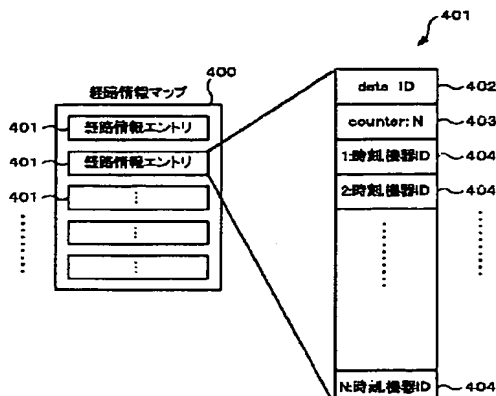 401
400
経路情報マップ
401 経路情報エントリ
401 経路情報エントリ
401 ⋮
⋮
⋮
data ID 402
counter: N 403
1:時刻,機器ID 404
2:時刻,機器ID 404
N:時刻,機器ID 404